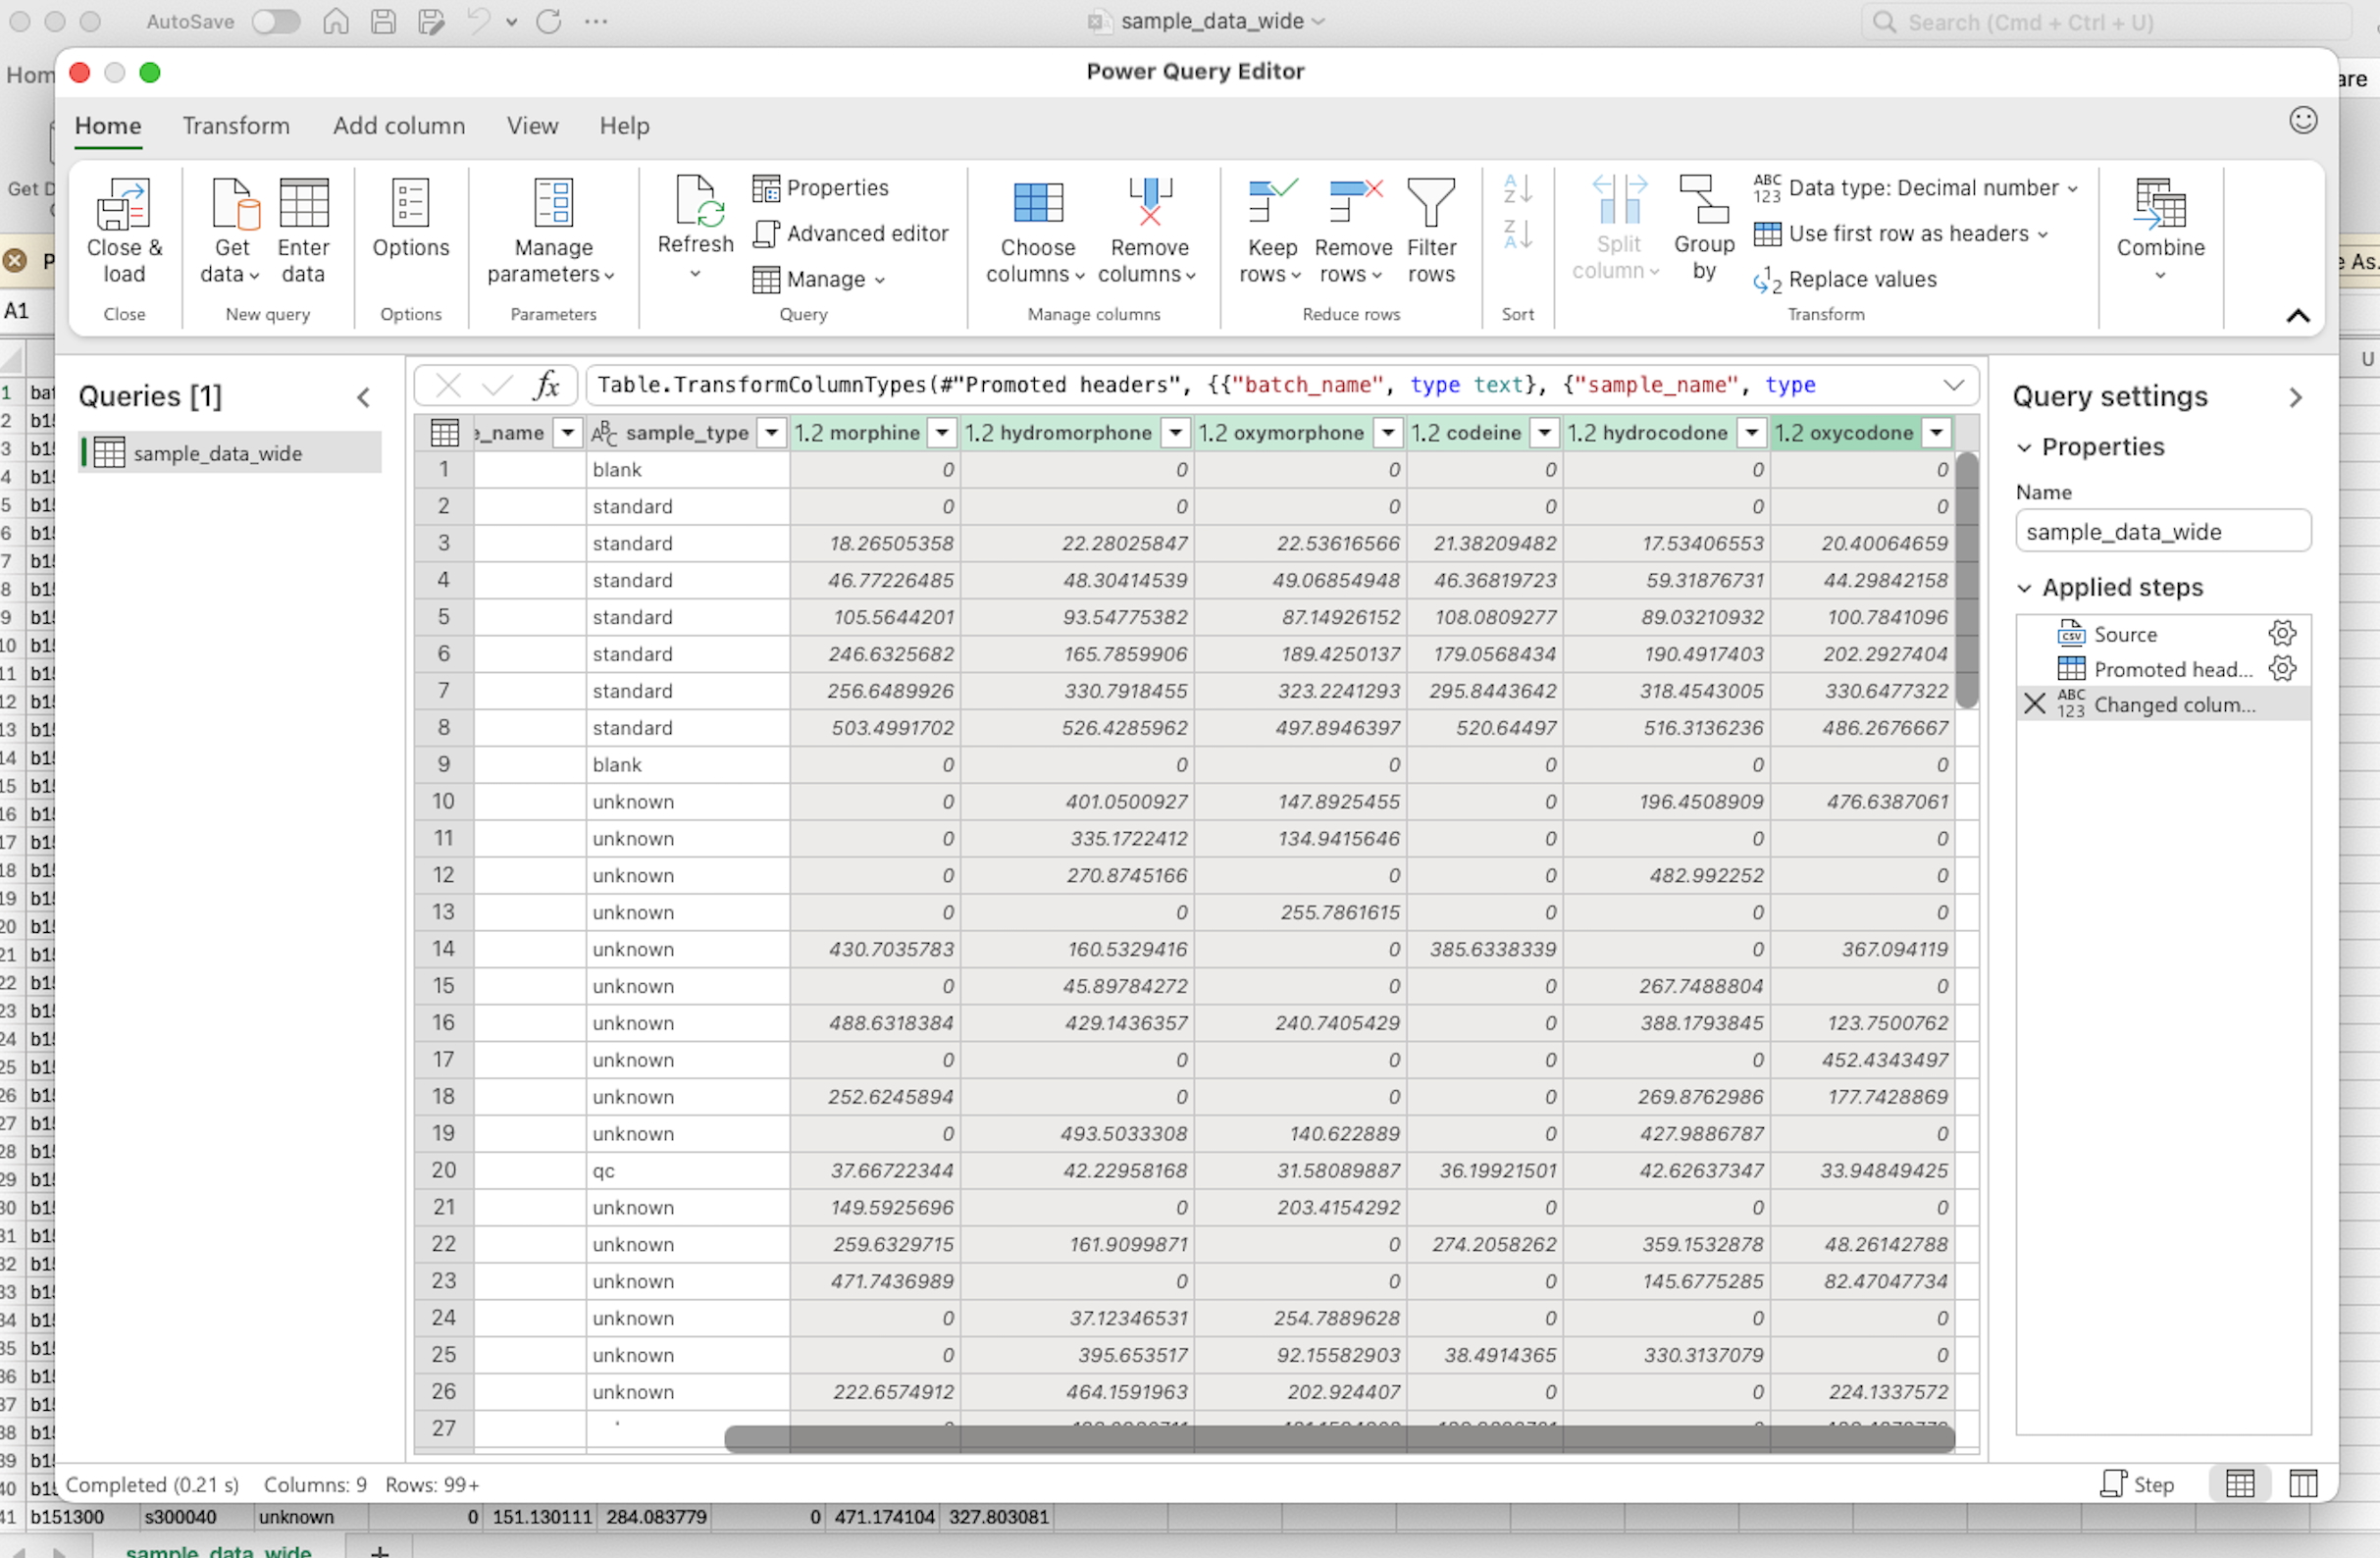 AutoSave
sample_data_wide
Search (Cmd + Ctrl + U)
Power Query Editor
Home Transform Add column View Help
Close & load
Get data
Enter data
Options
Manage parameters
Refresh
Properties
Advanced editor
Manage
Choose columns
Remove columns
Keep rows
Remove rows
Filter rows
Split column
Group by
Data type: Decimal number
Use first row as headers
Replace values
Combine
Close New query Options Parameters Query Manage columns Reduce rows Sort Transform
A1
U
Queries [1]
sample_data_wide
fx Table.TransformColumnTypes(#"Promoted headers", {{"batch_name", type text}, {"sample_name", type
e_name ABC sample_type 1.2 morphine 1.2 hydromorphone 1.2 oxymorphone 1.2 codeine 1.2 hydrocodone 1.2 oxycodone
1 blank 0 0 0 0 0 0
2 standard 0 0 0 0 0 0
3 standard 18.26505358 22.28025847 22.53616566 21.38209482 17.53406553 20.40064659
4 standard 46.77226485 48.30414539 49.06854948 46.36819723 59.31876731 44.29842158
5 standard 105.5644201 93.54775382 87.14926152 108.0809277 89.03210932 100.7841096
6 standard 246.6325682 165.7859906 189.4250137 179.0568434 190.4917403 202.2927404
7 standard 256.6489926 330.7918455 323.2241293 295.8443642 318.4543005 330.6477322
8 standard 503.4991702 526.4285962 497.8946397 520.64497 516.3136236 486.2676667
9 blank 0 0 0 0 0 0
10 unknown 0 401.0500927 147.8925455 0 196.4508909 476.6387061
11 unknown 0 335.1722412 134.9415646 0 0 0
12 unknown 0 270.8745166 0 0 482.992252 0
13 unknown 0 0 255.7861615 0 0 0
14 unknown 430.7035783 160.5329416 0 385.6338339 0 367.094119
15 unknown 0 45.89784272 0 0 267.7488804 0
16 unknown 488.6318384 429.1436357 240.7405429 0 388.1793845 123.7500762
17 unknown 0 0 0 0 0 452.4343497
18 unknown 252.6245894 0 0 0 269.8762986 177.7428869
19 unknown 0 493.5033308 140.622889 0 427.9886787 0
20 qc 37.66722344 42.22958168 31.58089887 36.19921501 42.62637347 33.94849425
21 unknown 149.5925696 0 203.4154292 0 0 0
22 unknown 259.6329715 161.9099871 0 274.2058262 359.1532878 48.26142788
23 unknown 471.7436989 0 0 0 145.6775285 82.47047734
24 unknown 0 37.12346531 254.7889628 0 0 0
25 unknown 0 395.653517 92.15582903 38.4914365 330.3137079 0
26 unknown 222.6574912 464.1591963 202.924407 0 0 224.1337572
27
Query settings
Properties
Name
sample_data_wide
Applied steps
CSV Source
Promoted head...
ABC 123 Changed colum...
Completed (0.21 s) Columns: 9 Rows: 99+
Step
41 b151300 s300040 unknown 0 151.130111 284.083779 0 471.174104 327.803081
sample_data_wide